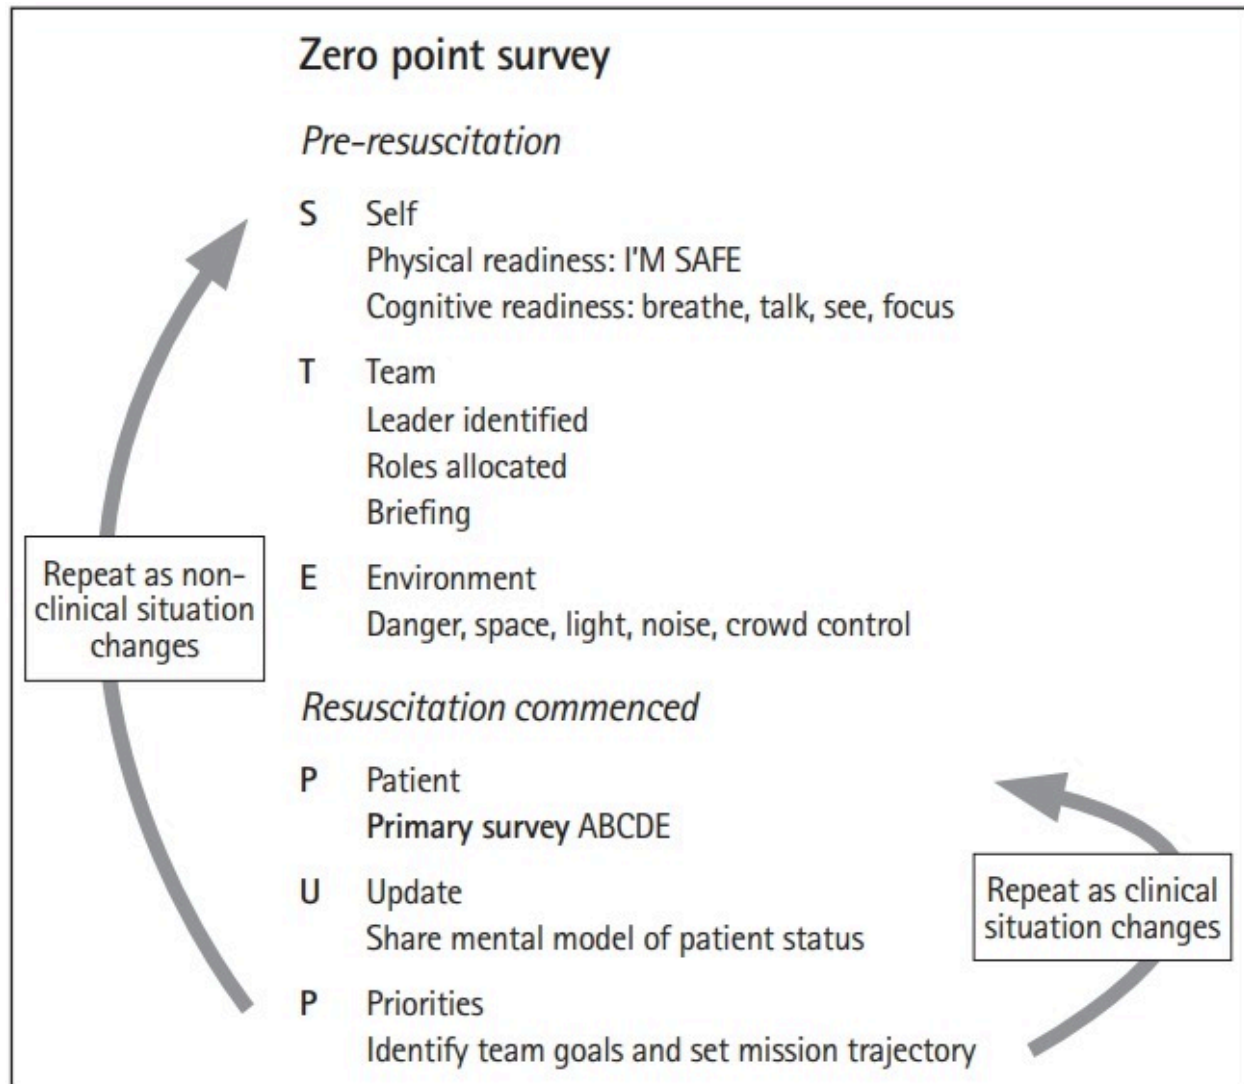 Zero point survey
Pre-resuscitation
S Self
Physical readiness: I'M SAFE
Cognitive readiness: breathe, talk, see, focus
T Team
Leader identified
Roles allocated
Briefing
E Environment
Danger, space, light, noise, crowd control
Repeat as non-
clinical situation
changes
Resuscitation commenced
P Patient
Primary survey ABCDE
U Update
Share mental model of patient status
P Priorities
Identify team goals and set mission trajectory
Repeat as clinical
situation changes